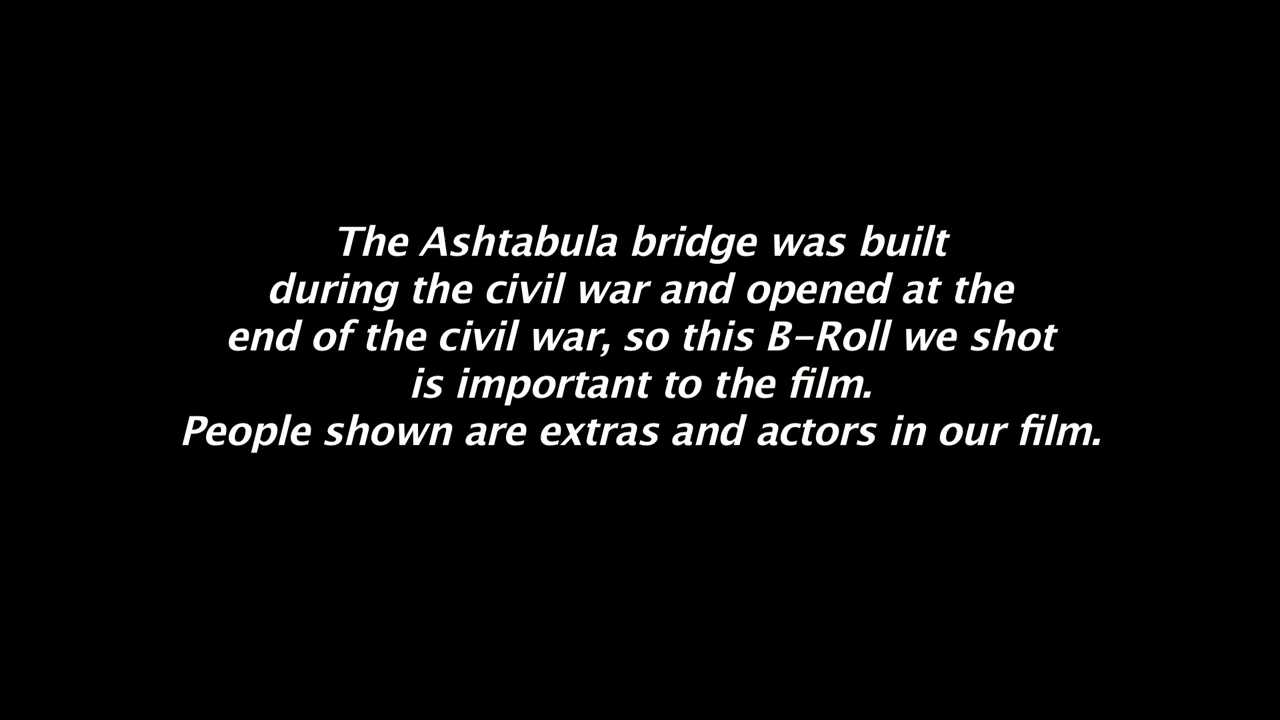 The Ashtabula bridge was built
during the civil war and opened at the
end of the civil war, so this B-Roll we shot
is important to the film.
People shown are extras and actors in our film.